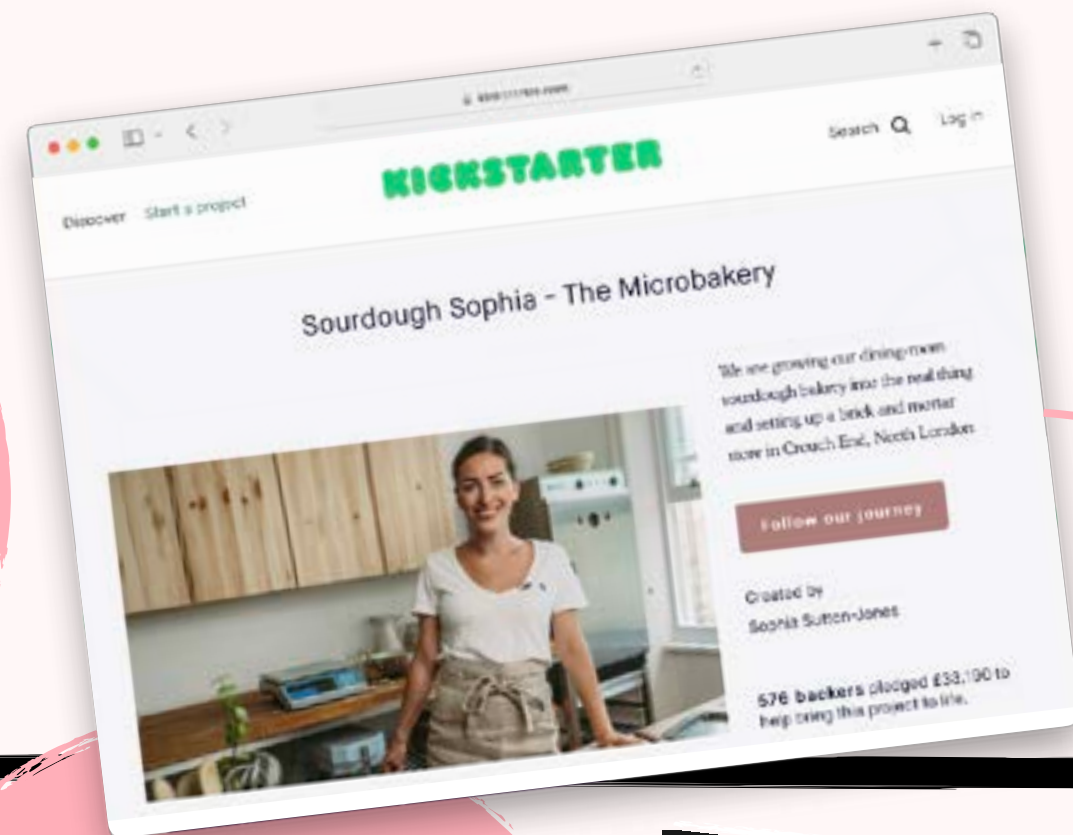 Discover Start a project
KICKSTARTER
Search Log in
Sourdough Sophia - The Microbakery
We are growing our dining-room
sourdough bakery into the real thing
and setting up a brick and mortar
store in Crouch End, North London
Follow our journey
Created by
Sophia Sutton-Jones
576 backers pledged £33,190 to
help bring this project to life.